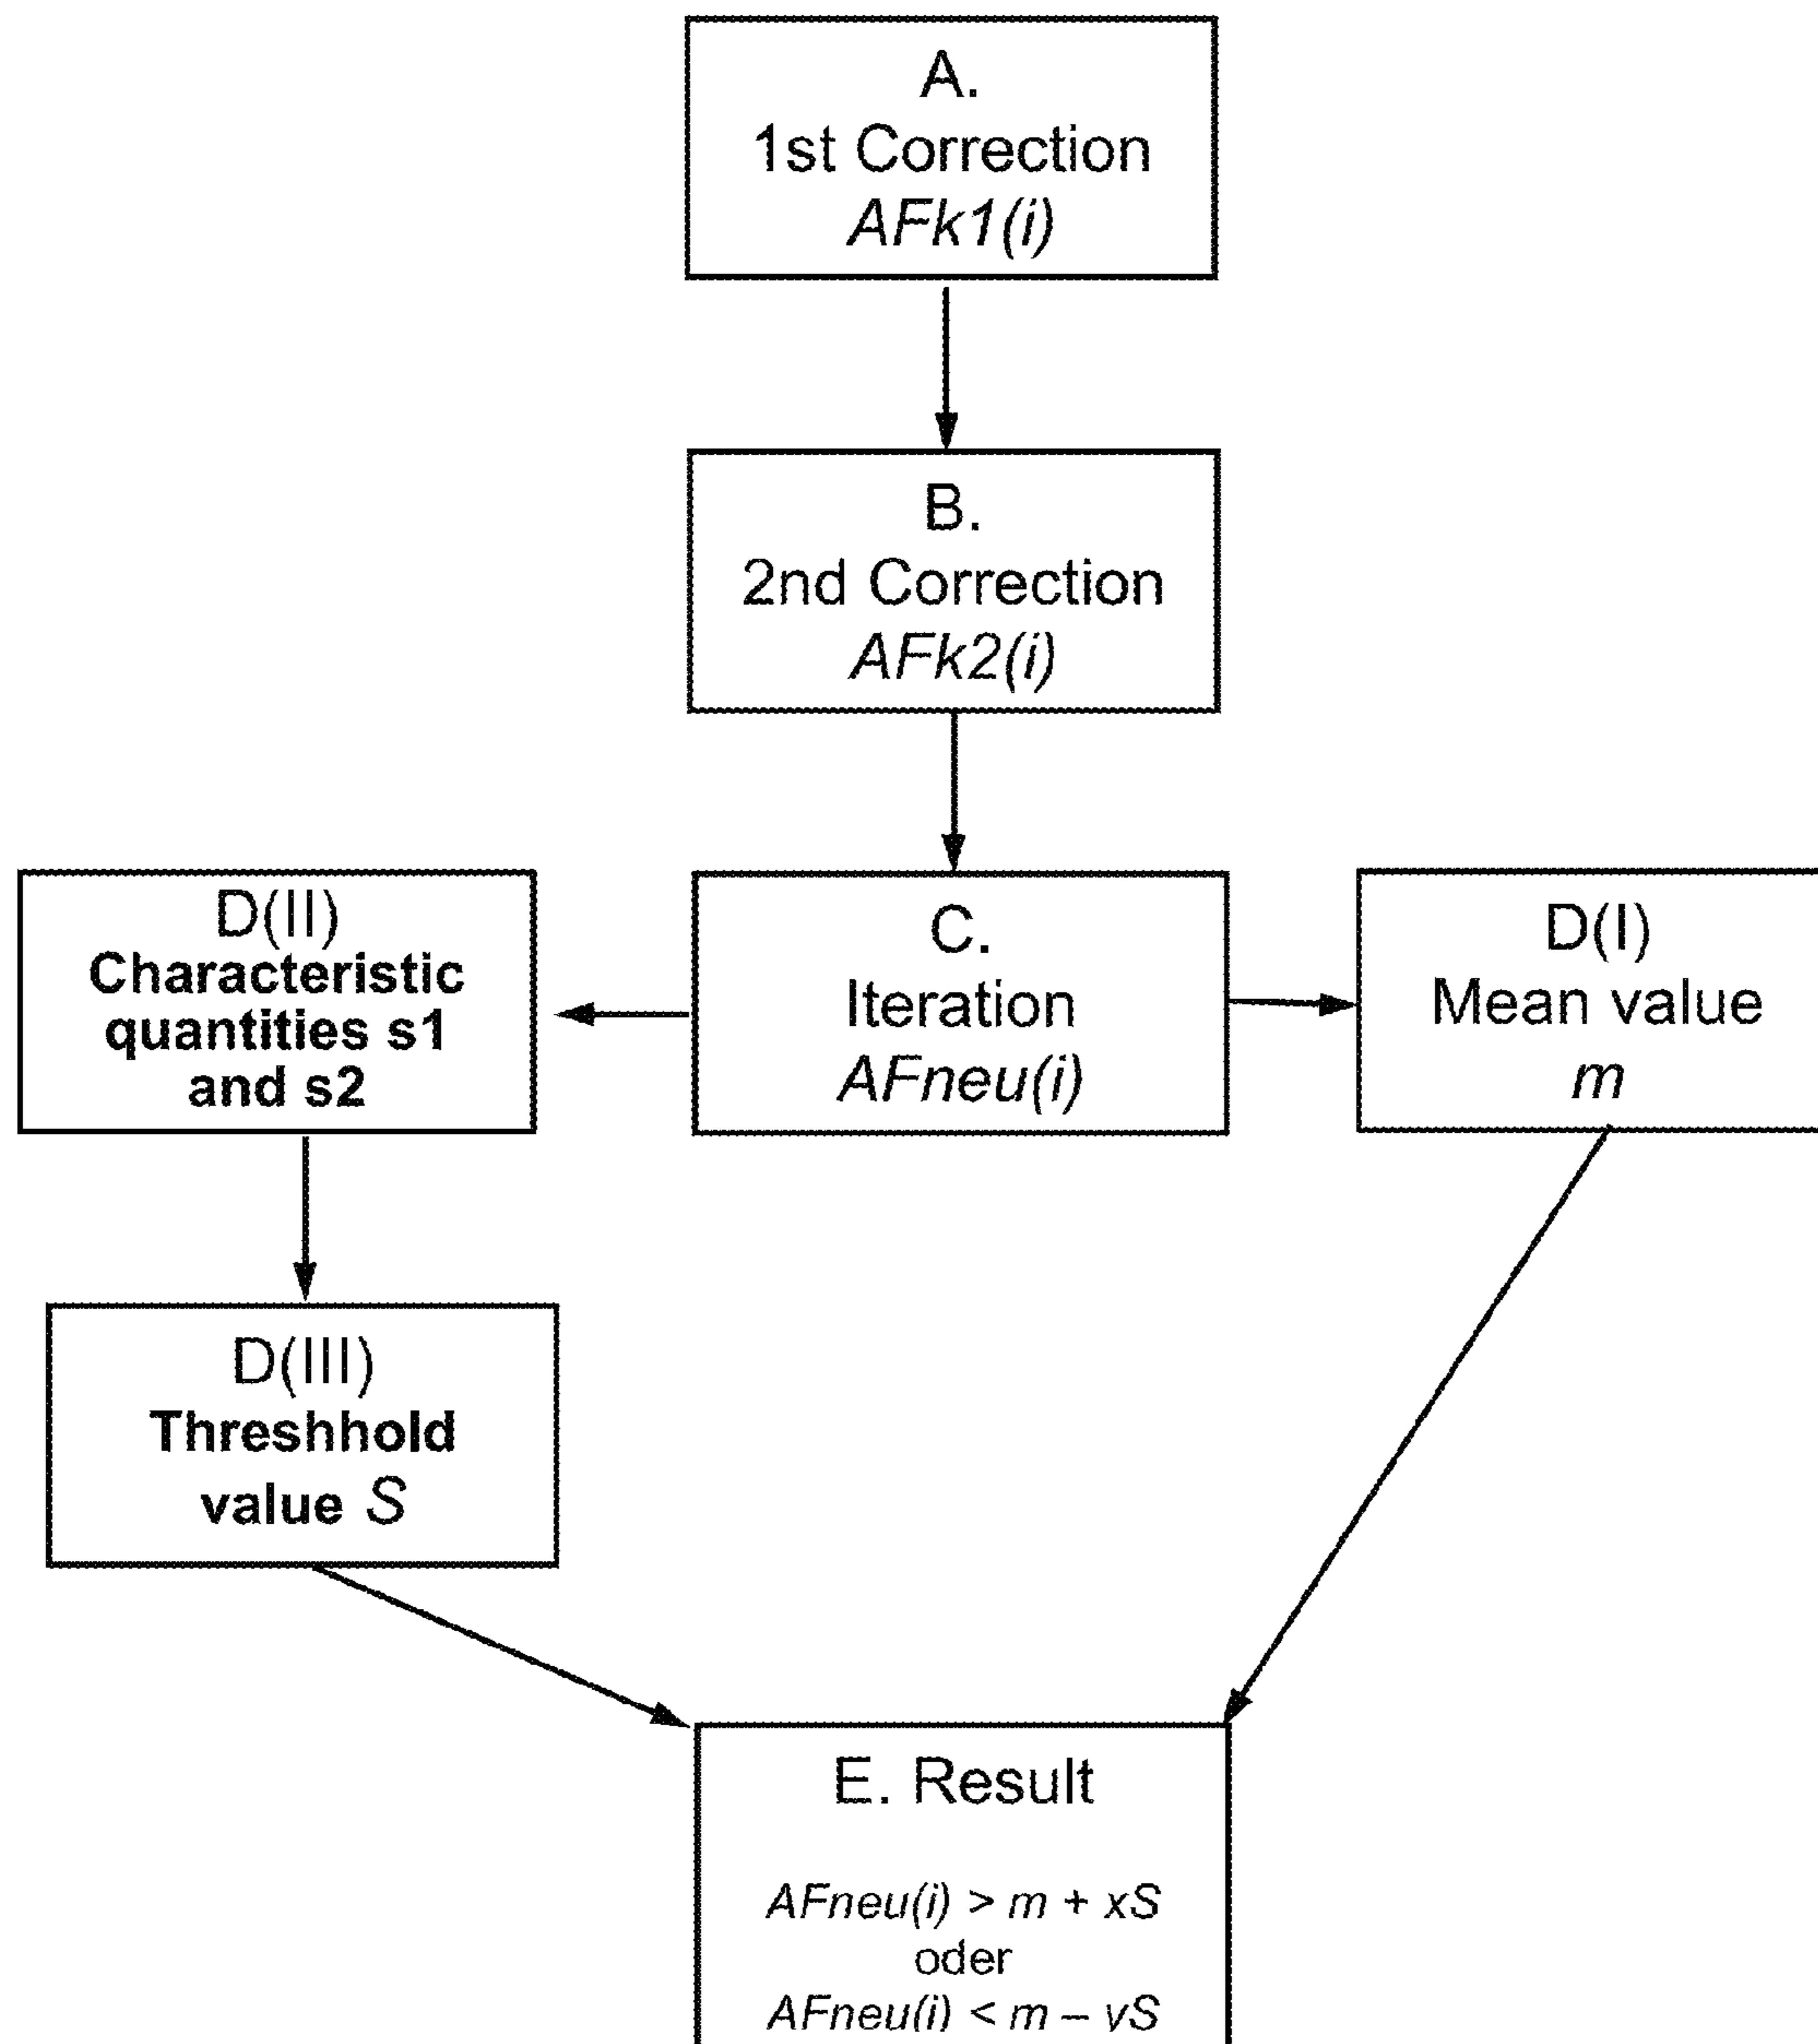 A.
1st Correction
AFk1(i)
B.
2nd Correction
AFk2(i)
D(II)
Characteristic
quantities s1
and s2
C.
Iteration
AFneu(i)
D(I)
Mean value
m
D(III)
Threshhold
value S
E. Result
AFneu(i) > m + xS
oder
AFneu(i) < m – yS